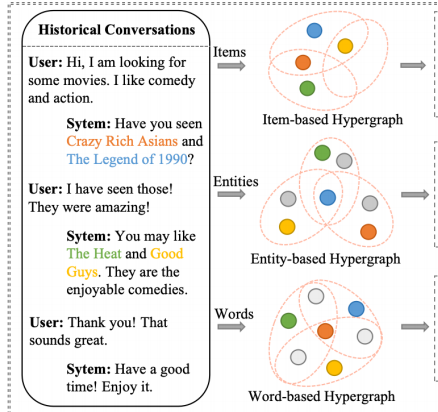 Historical Conversations
User: Hi, I am looking for
some movies. I like comedy
and action.
Sytem: Have you seen
Crazy Rich Asians and
The Legend of 1990?
User: I have seen those!
They were amazing!
Sytem: You may like
The Heat and Good
Guys. They are the
enjoyable comedies.
User: Thank you! That
sounds great.
Sytem: Have a good
time! Enjoy it.
Items
Item-based Hypergraph
Entities
Entity-based Hypergraph
Words
Word-based Hypergraph